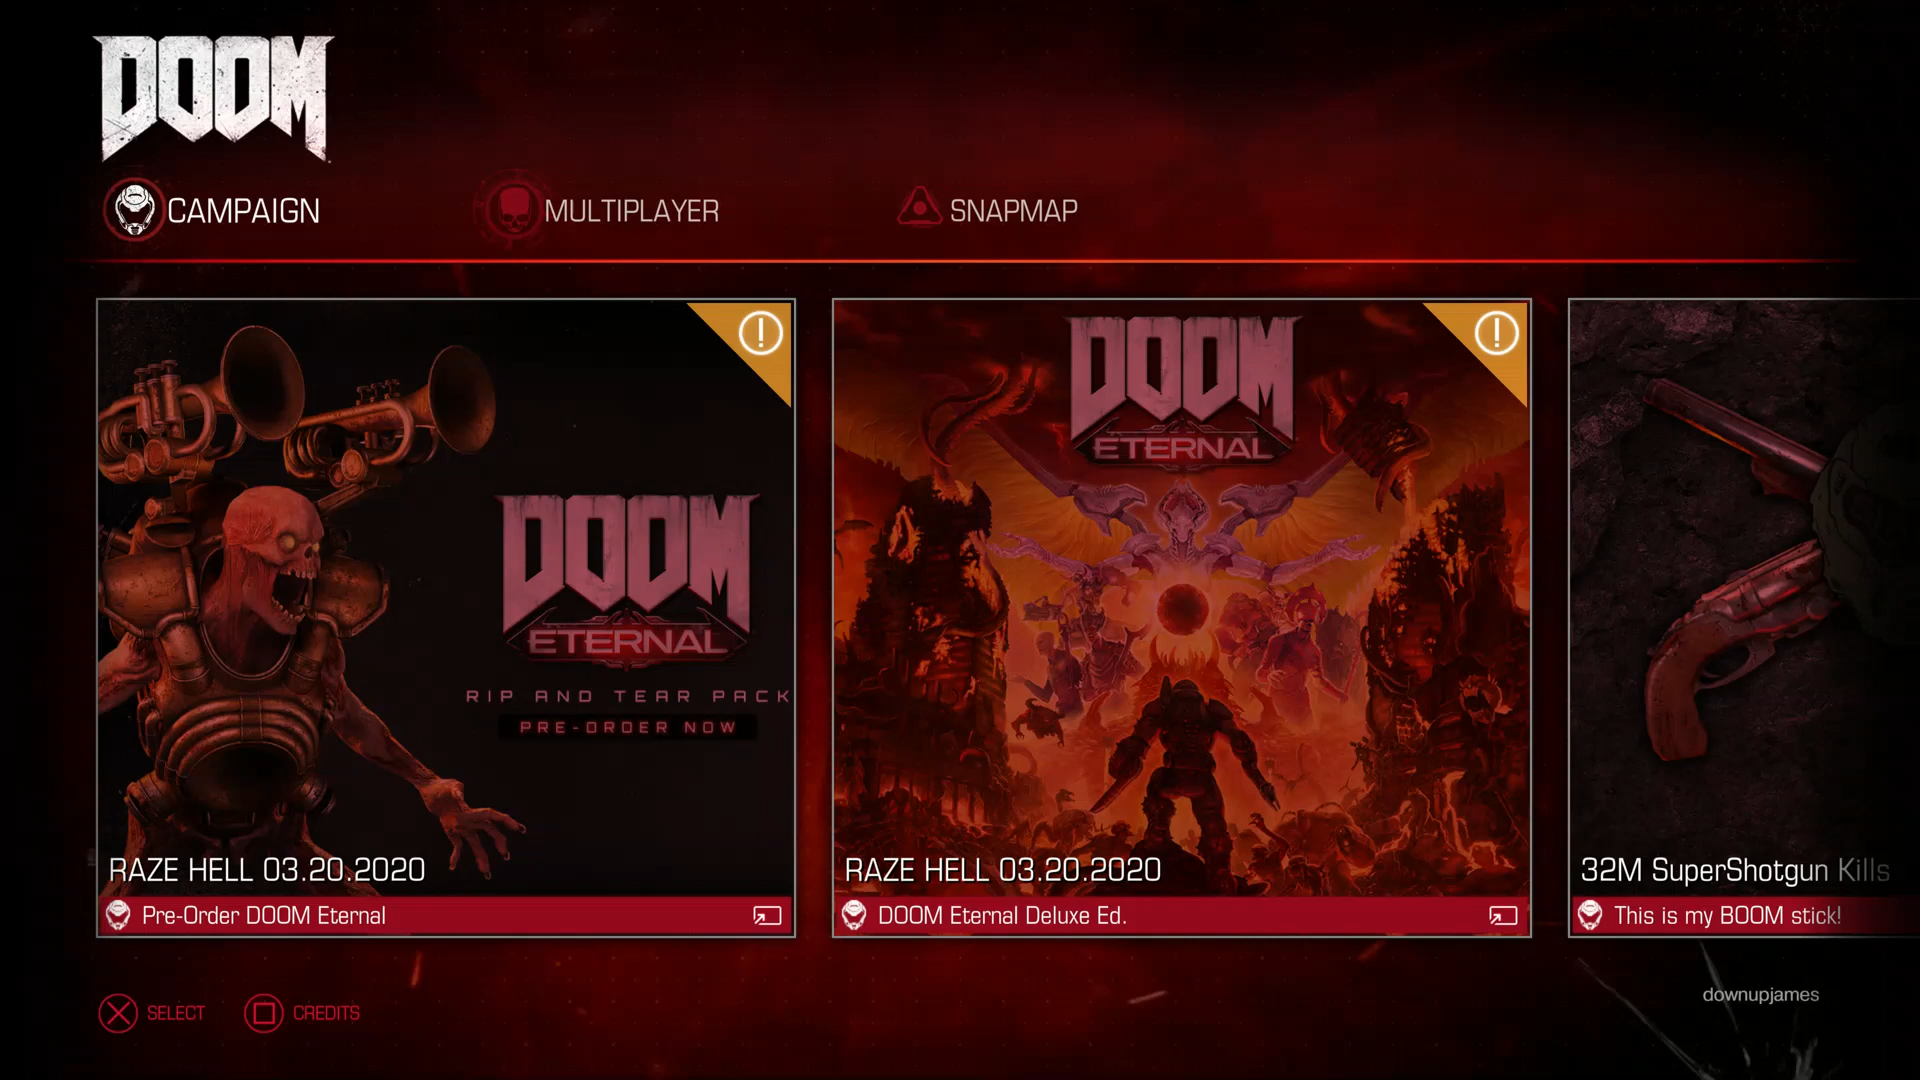 DOOM
CAMPAIGN
MULTIPLAYER
SNAPMAP
DOOM
ETERNAL
RIP AND TEAR PACK
PRE-ORDER NOW
RAZE HELL 03.20.2020
Pre-Order DOOM Eternal
DOOM
ETERNAL
RAZE HELL 03.20.2020
DOOM Eternal Deluxe Ed.
32M SuperShotgun Kills
This is my BOOM stick!
SELECT
CREDITS
downupjames